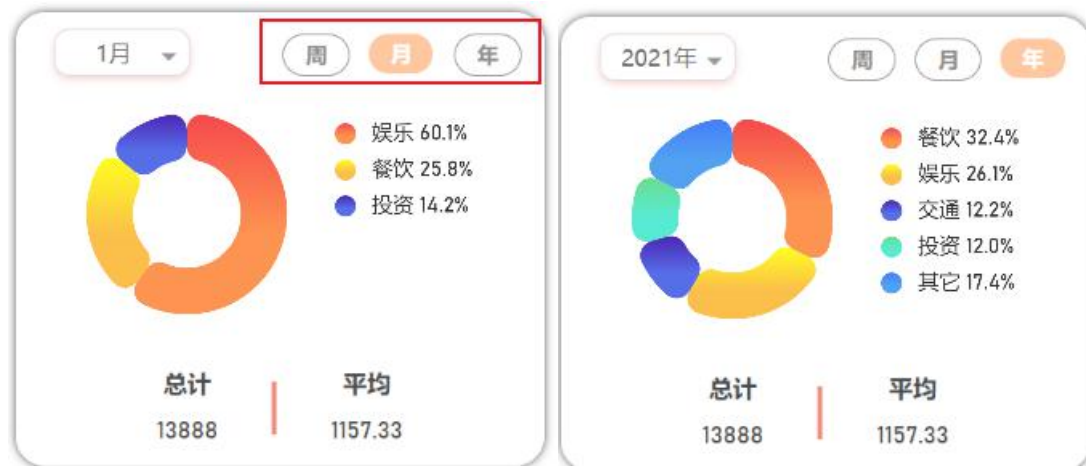 1月 周 月 年
娱乐 60.1%
餐饮 25.8%
投资 14.2%
总计 平均
13888 1157.33
2021年 周 月 年
餐饮 32.4%
娱乐 26.1%
交通 12.2%
投资 12.0%
其它 17.4%
总计 平均
13888 1157.33